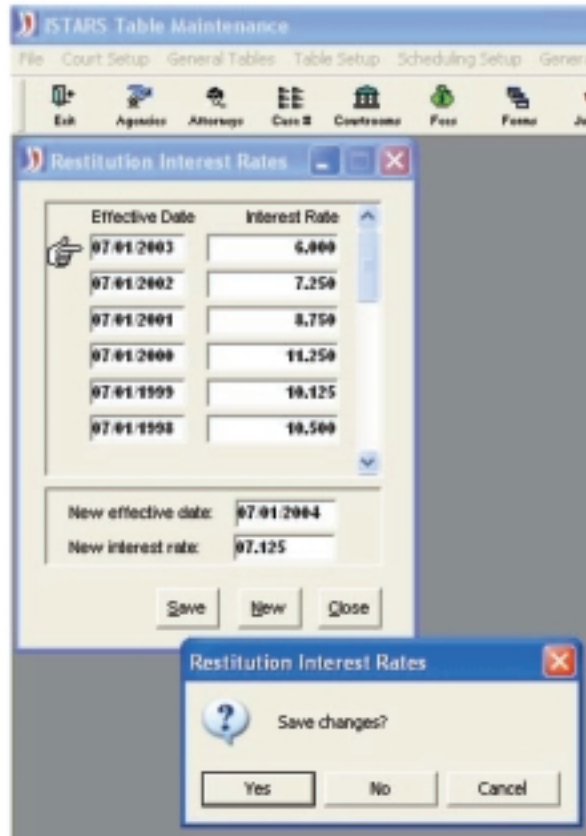 ISTARS Table Maintenance
File Court Setup General Tables Table Setup Scheduling Setup Gener
Exit Agencies Attorneys Case # Courtrooms Fees Forms
Restitution Interest Rates
Effective Date Interest Rate
07/01/2003 6.000
07/01/2002 7.250
07/01/2001 8.750
07/01/2000 11.250
07/01/1999 10.125
07/01/1998 10.500
New effective date: 07/01/2004
New interest rate: 07.125
Save New Close
Restitution Interest Rates
Save changes?
Yes No Cancel